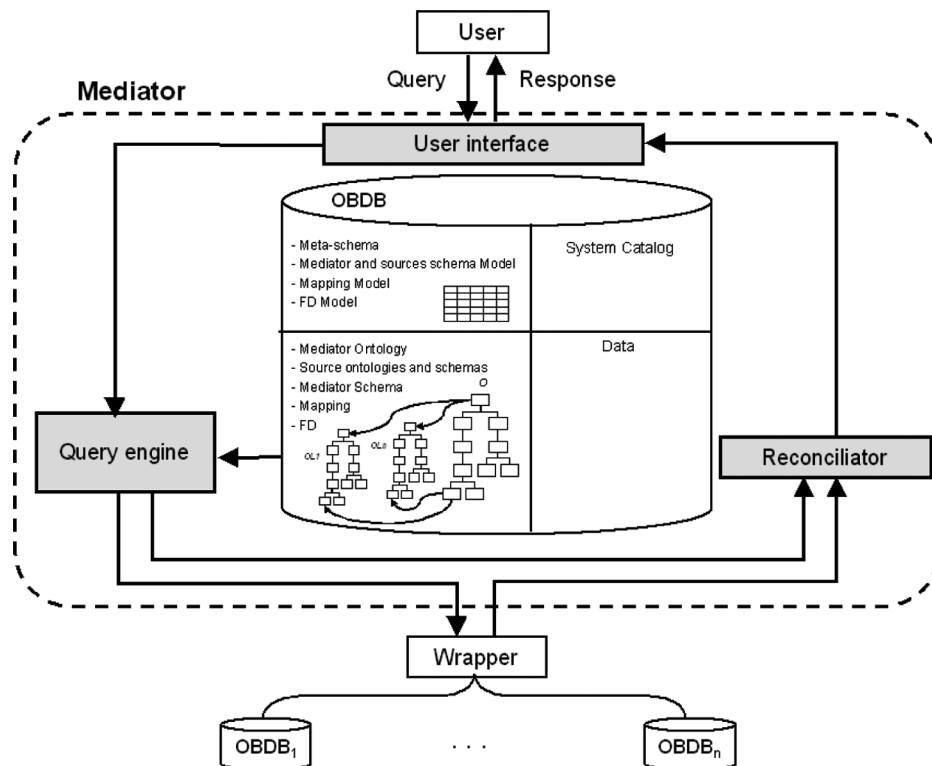 User
Query
Response
Mediator
User interface
OBDB
- Meta-schema
- Mediator and sources schema Model
- Mapping Model
- FD Model
System Catalog
- Mediator Ontology
- Source ontologies and schemas
- Mediator Schema
- Mapping
- FD
Data
O
OL1
OLn
Query engine
Reconciliator
Wrapper
OBDB1
. . .
OBDBn